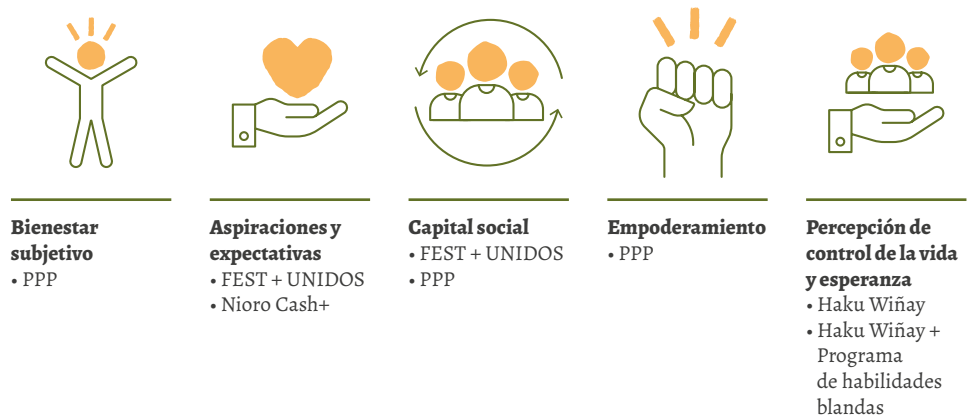 Bienestar
subjetivo
• PPP
Aspiraciones y
expectativas
• FEST + UNIDOS
• Nioro Cash+
Capital social
• FEST + UNIDOS
• PPP
Empoderamiento
• PPP
Percepción de
control de la vida
y esperanza
• Haku Wiñay
• Haku Wiñay +
Programa
de habilidades
blandas